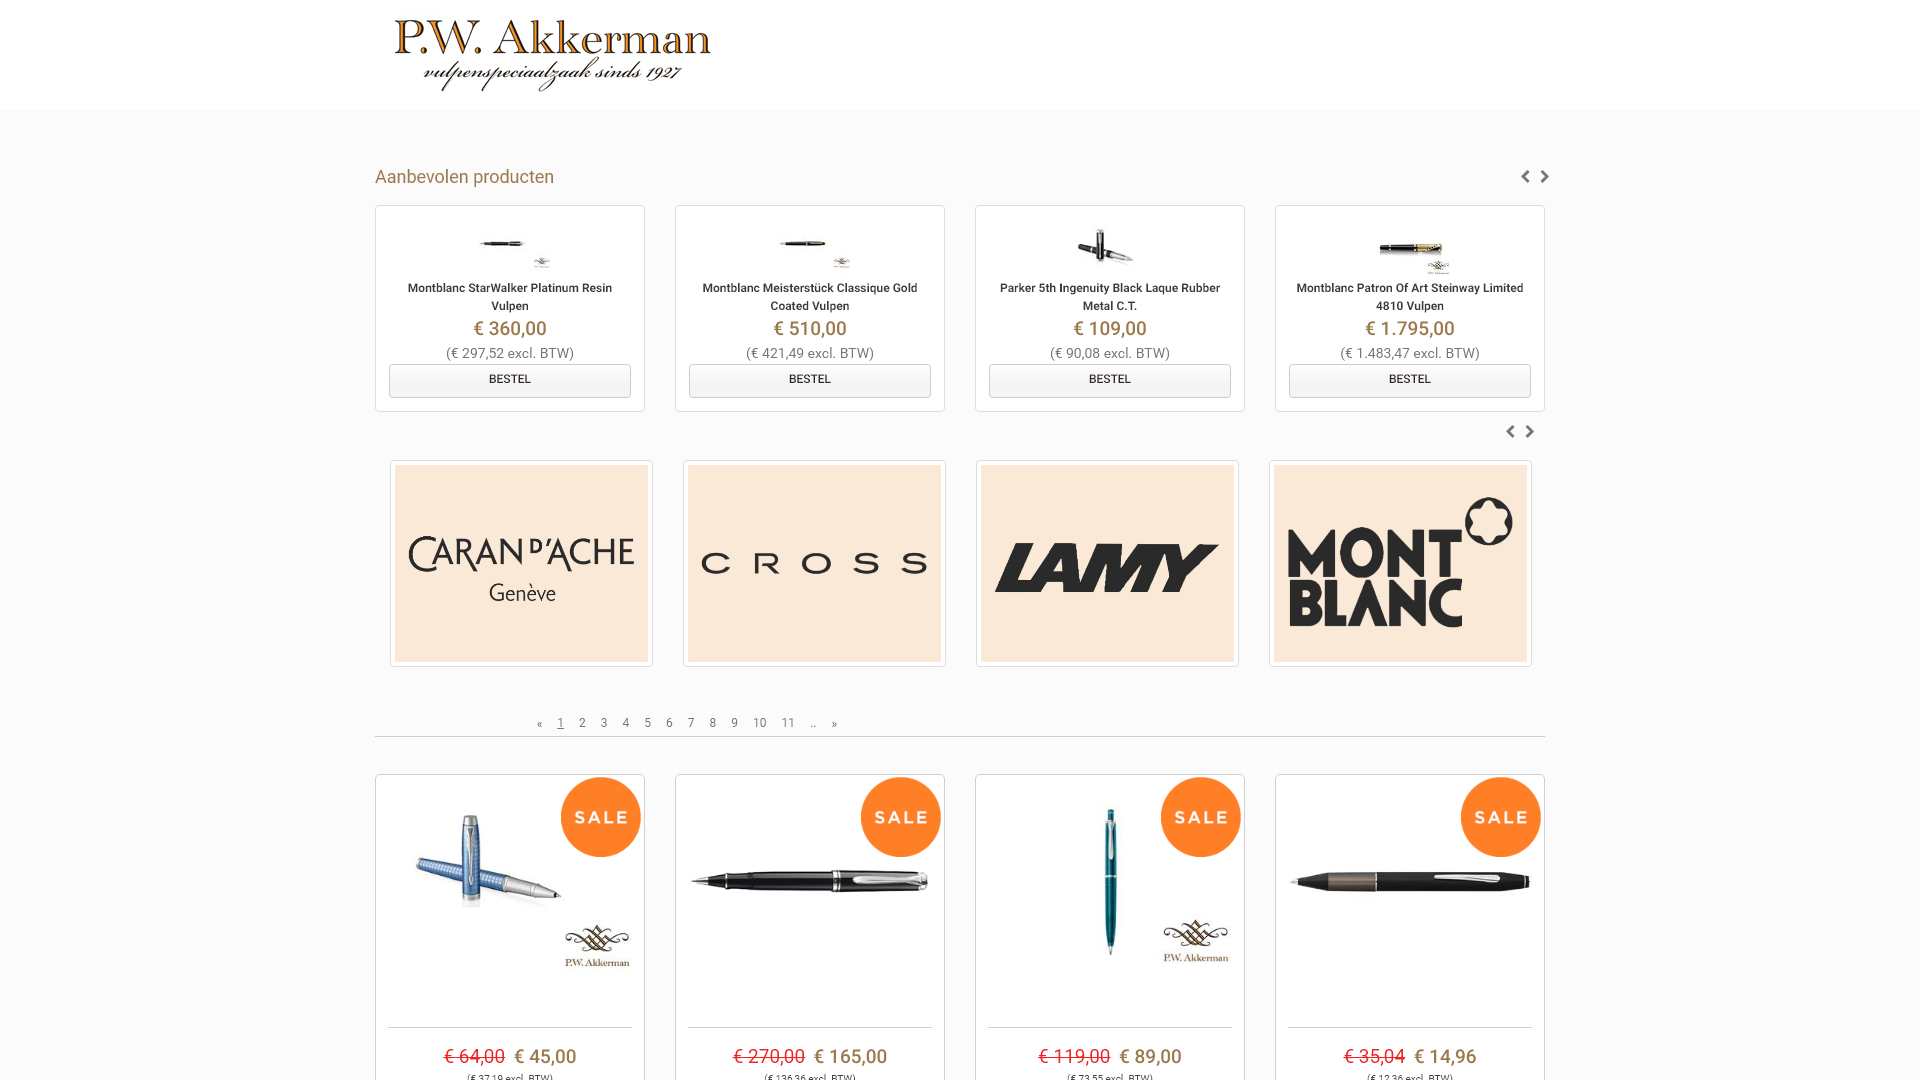 P.W. Akkerman
vulpenspeciaalzaak sinds 1927
Aanbevolen producten
Montblanc StarWalker Platinum Resin
Vulpen
€ 360,00
(€ 297,52 excl. BTW)
BESTEL
Montblanc Meisterstück Classique Gold
Coated Vulpen
€ 510,00
(€ 421,49 excl. BTW)
BESTEL
Parker 5th Ingenuity Black Laque Rubber
Metal C.T.
€ 109,00
(€ 90,08 excl. BTW)
BESTEL
Montblanc Patron Of Art Steinway Limited
4810 Vulpen
€ 1.795,00
(€ 1.483,47 excl. BTW)
BESTEL
CARAN D'ACHE
Genève
CROSS
LAMY
MONT
BLANC
« 1 2 3 4 5 6 7 8 9 10 11 .. »
SALE
P.W. Akkerman
€ 64,00 € 45,00
(€ 37,19 excl. BTW)
SALE
€ 270,00 € 165,00
(€ 136,36 excl. BTW)
SALE
P.W. Akkerman
€ 119,00 € 89,00
(€ 73,55 excl. BTW)
SALE
€ 35,04 € 14,96
(€ 12,36 excl. BTW)